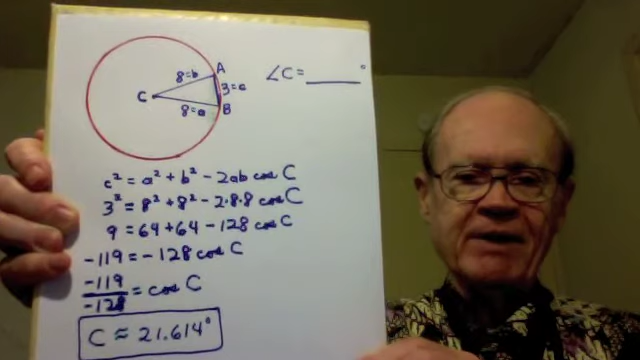 A
8=b
∠C=______°
C
3=c
8=a
B
c² = a² + b² - 2ab cos C
3² = 8² + 8² - 2·8·8 cos C
9 = 64 + 64 - 128 cos C
-119 = -128 cos C
-119/-128 = cos C
C ≈ 21.614°